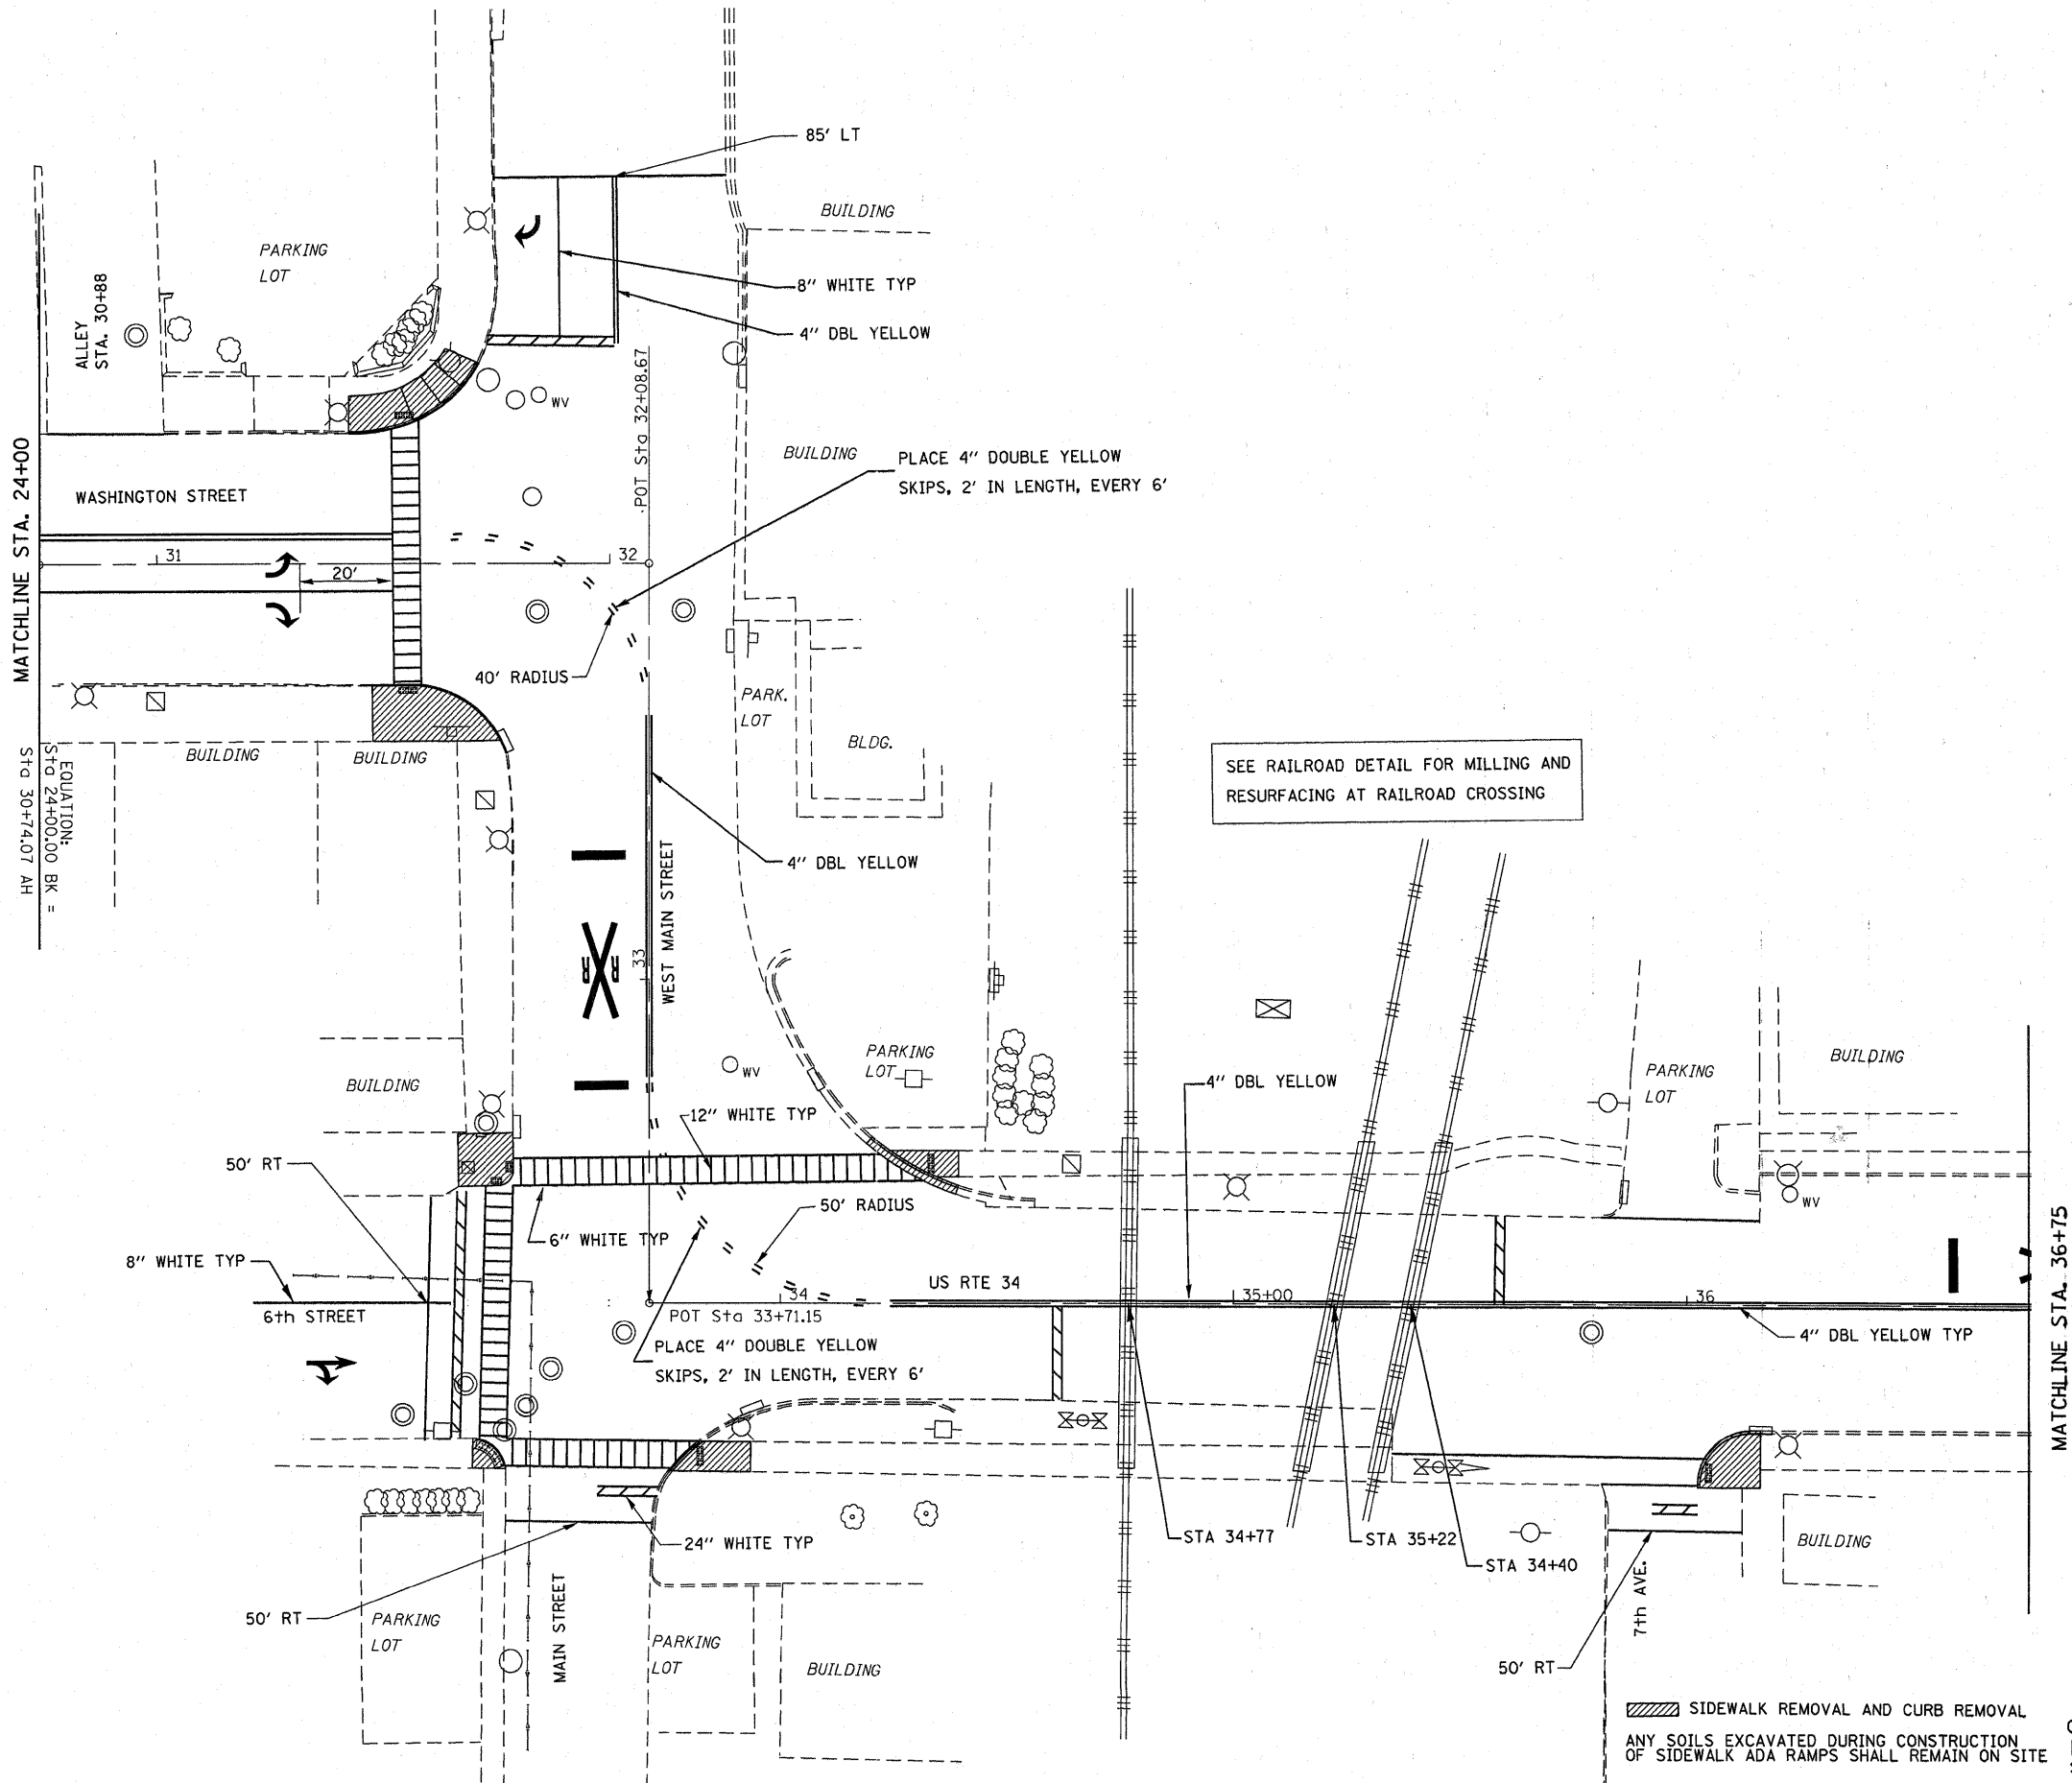 85' LT
BUILDING
PARKING
LOT
8" WHITE TYP
4" DBL YELLOW
ALLEY
STA. 30+88
WV
POT Sta 32+08.67
BUILDING
PLACE 4" DOUBLE YELLOW
SKIPS, 2' IN LENGTH, EVERY 6'
MATCHLINE STA. 24+00
WASHINGTON STREET
31
32
20'
40' RADIUS
PARK.
LOT
BLDG.
BUILDING
BUILDING
EQUATION:
Sta 24+00.00 BK =
Sta 30+74.07 AH
SEE RAILROAD DETAIL FOR MILLING AND
RESURFACING AT RAILROAD CROSSING
4" DBL YELLOW
WEST MAIN STREET
33
R R
WV
PARKING
LOT
BUILDING
4" DBL YELLOW
PARKING
LOT
BUILDING
12" WHITE TYP
50' RT
50' RADIUS
6" WHITE TYP
WV
8" WHITE TYP
6th STREET
US RTE 34
34
35+00
36
POT Sta 33+71.15
PLACE 4" DOUBLE YELLOW
SKIPS, 2' IN LENGTH, EVERY 6'
4" DBL YELLOW TYP
MATCHLINE STA. 36+75
24" WHITE TYP
STA 34+77
STA 35+22
STA 34+40
BUILDING
50' RT
PARKING
LOT
MAIN STREET
PARKING
LOT
BUILDING
7th AVE.
50' RT
SIDEWALK REMOVAL AND CURB REMOVAL
ANY SOILS EXCAVATED DURING CONSTRUCTION
OF SIDEWALK ADA RAMPS SHALL REMAIN ON SITE